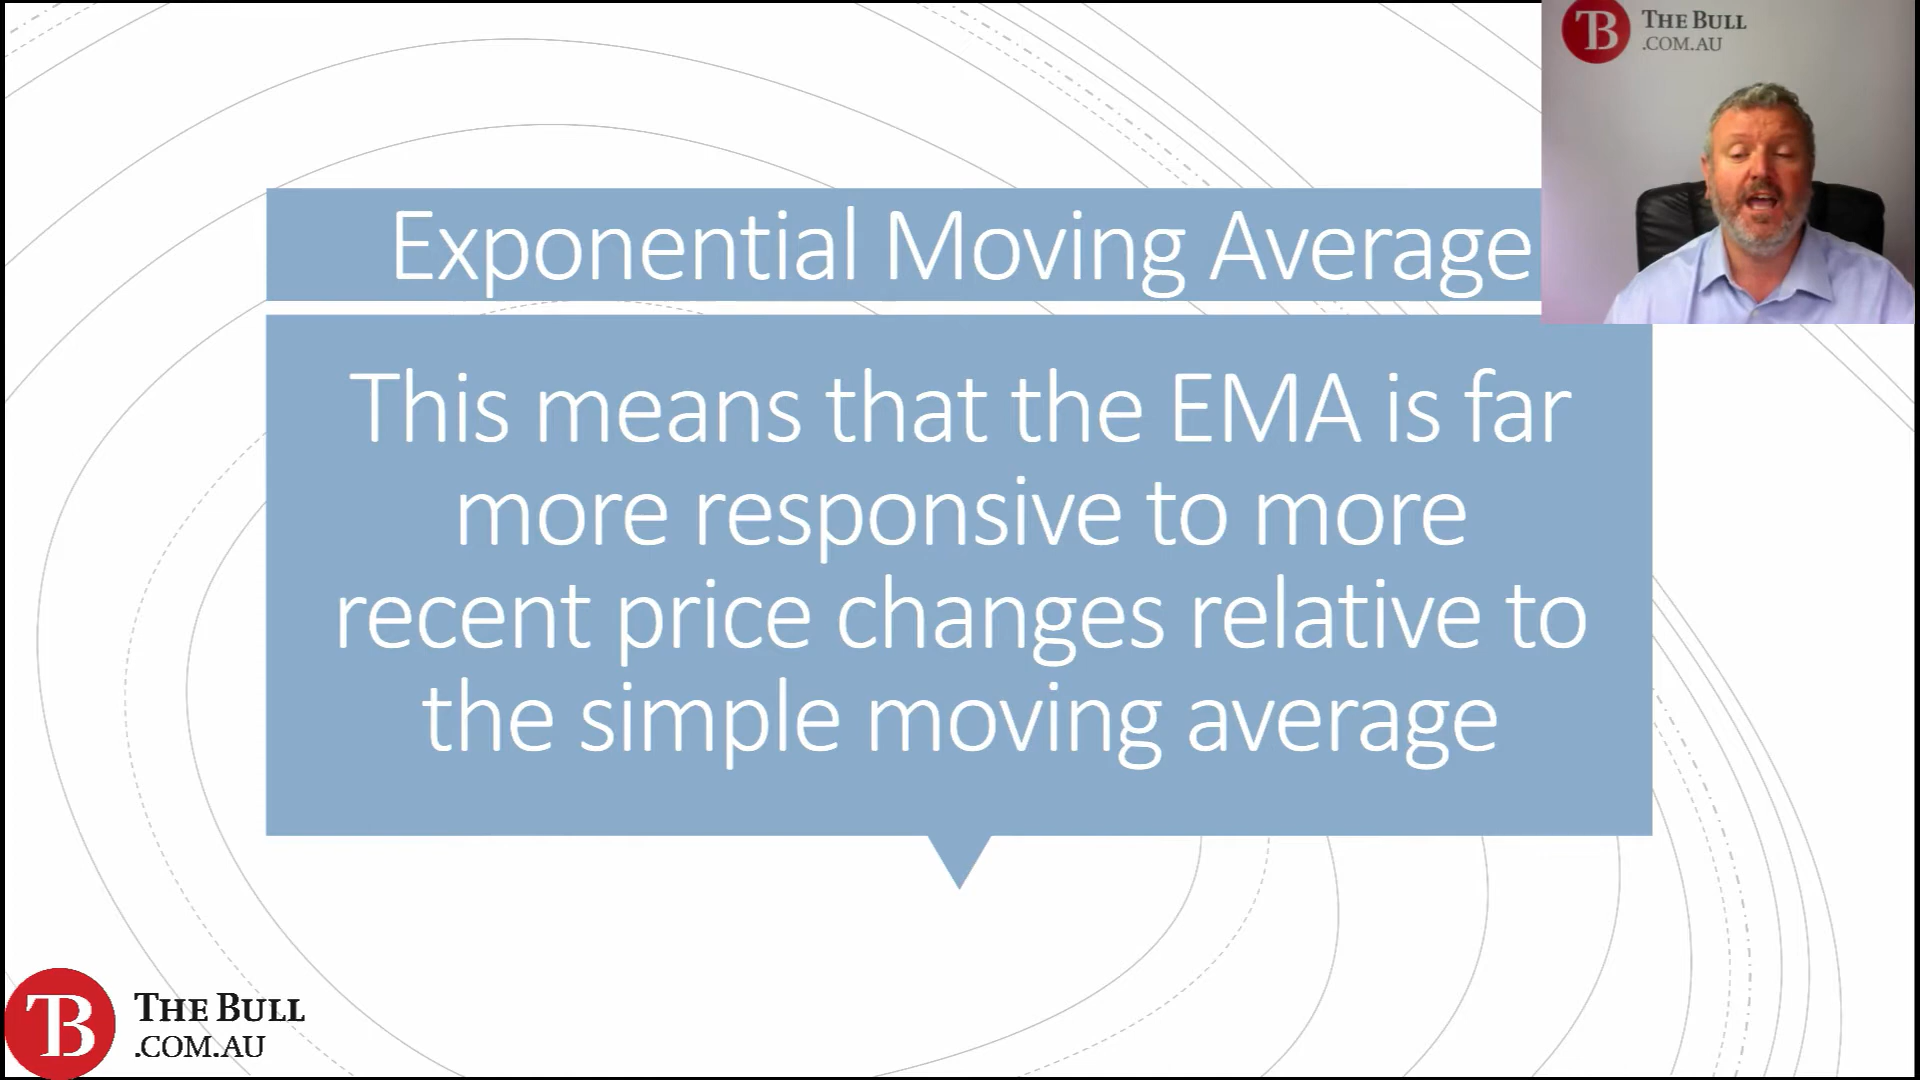 THE BULL
.COM.AU
Exponential Moving Average
This means that the EMA is far
more responsive to more
recent price changes relative to
the simple moving average
TB THE BULL
.COM.AU